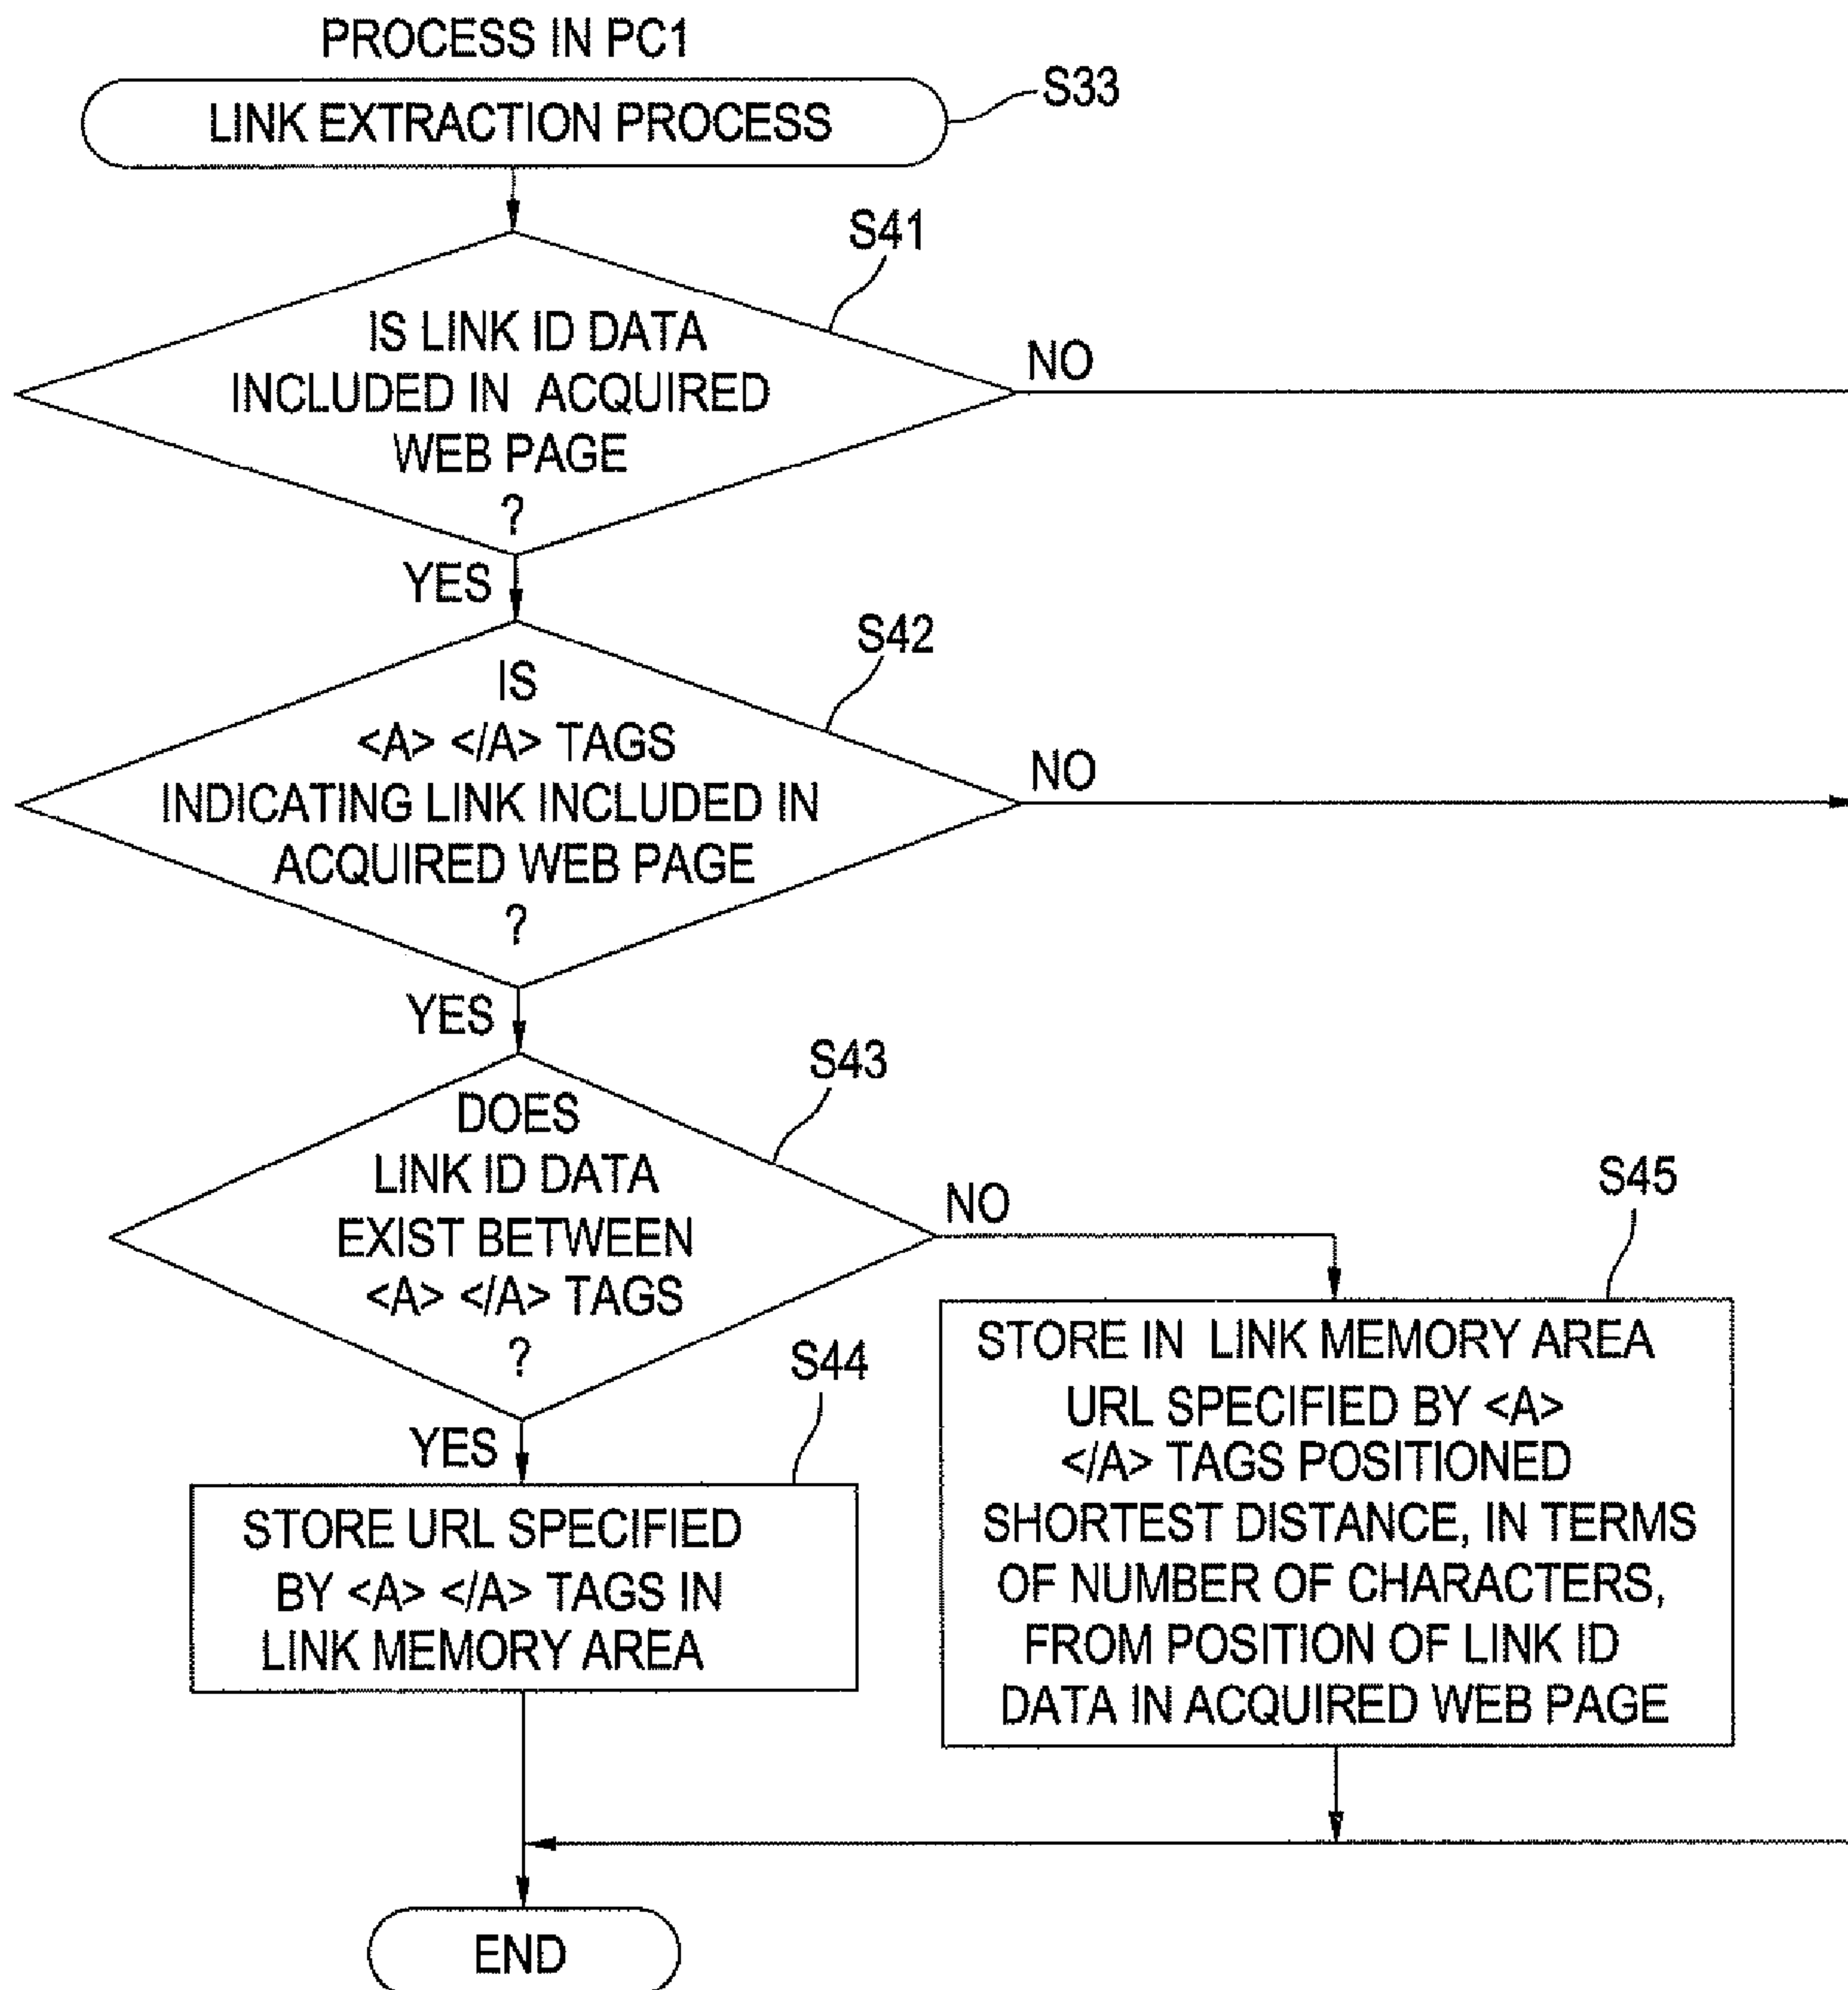 PROCESS IN PC1
LINK EXTRACTION PROCESS
S33
S41
IS LINK ID DATA
INCLUDED IN ACQUIRED
WEB PAGE
?
NO
YES
S42
IS
<A> </A> TAGS
INDICATING LINK INCLUDED IN
ACQUIRED WEB PAGE
?
NO
YES
S43
DOES
LINK ID DATA
EXIST BETWEEN
<A> </A> TAGS
?
NO
YES
S45
STORE IN LINK MEMORY AREA
URL SPECIFIED BY <A>
</A> TAGS POSITIONED
SHORTEST DISTANCE, IN TERMS
OF NUMBER OF CHARACTERS,
FROM POSITION OF LINK ID
DATA IN ACQUIRED WEB PAGE
S44
STORE URL SPECIFIED
BY <A> </A> TAGS IN
LINK MEMORY AREA
END